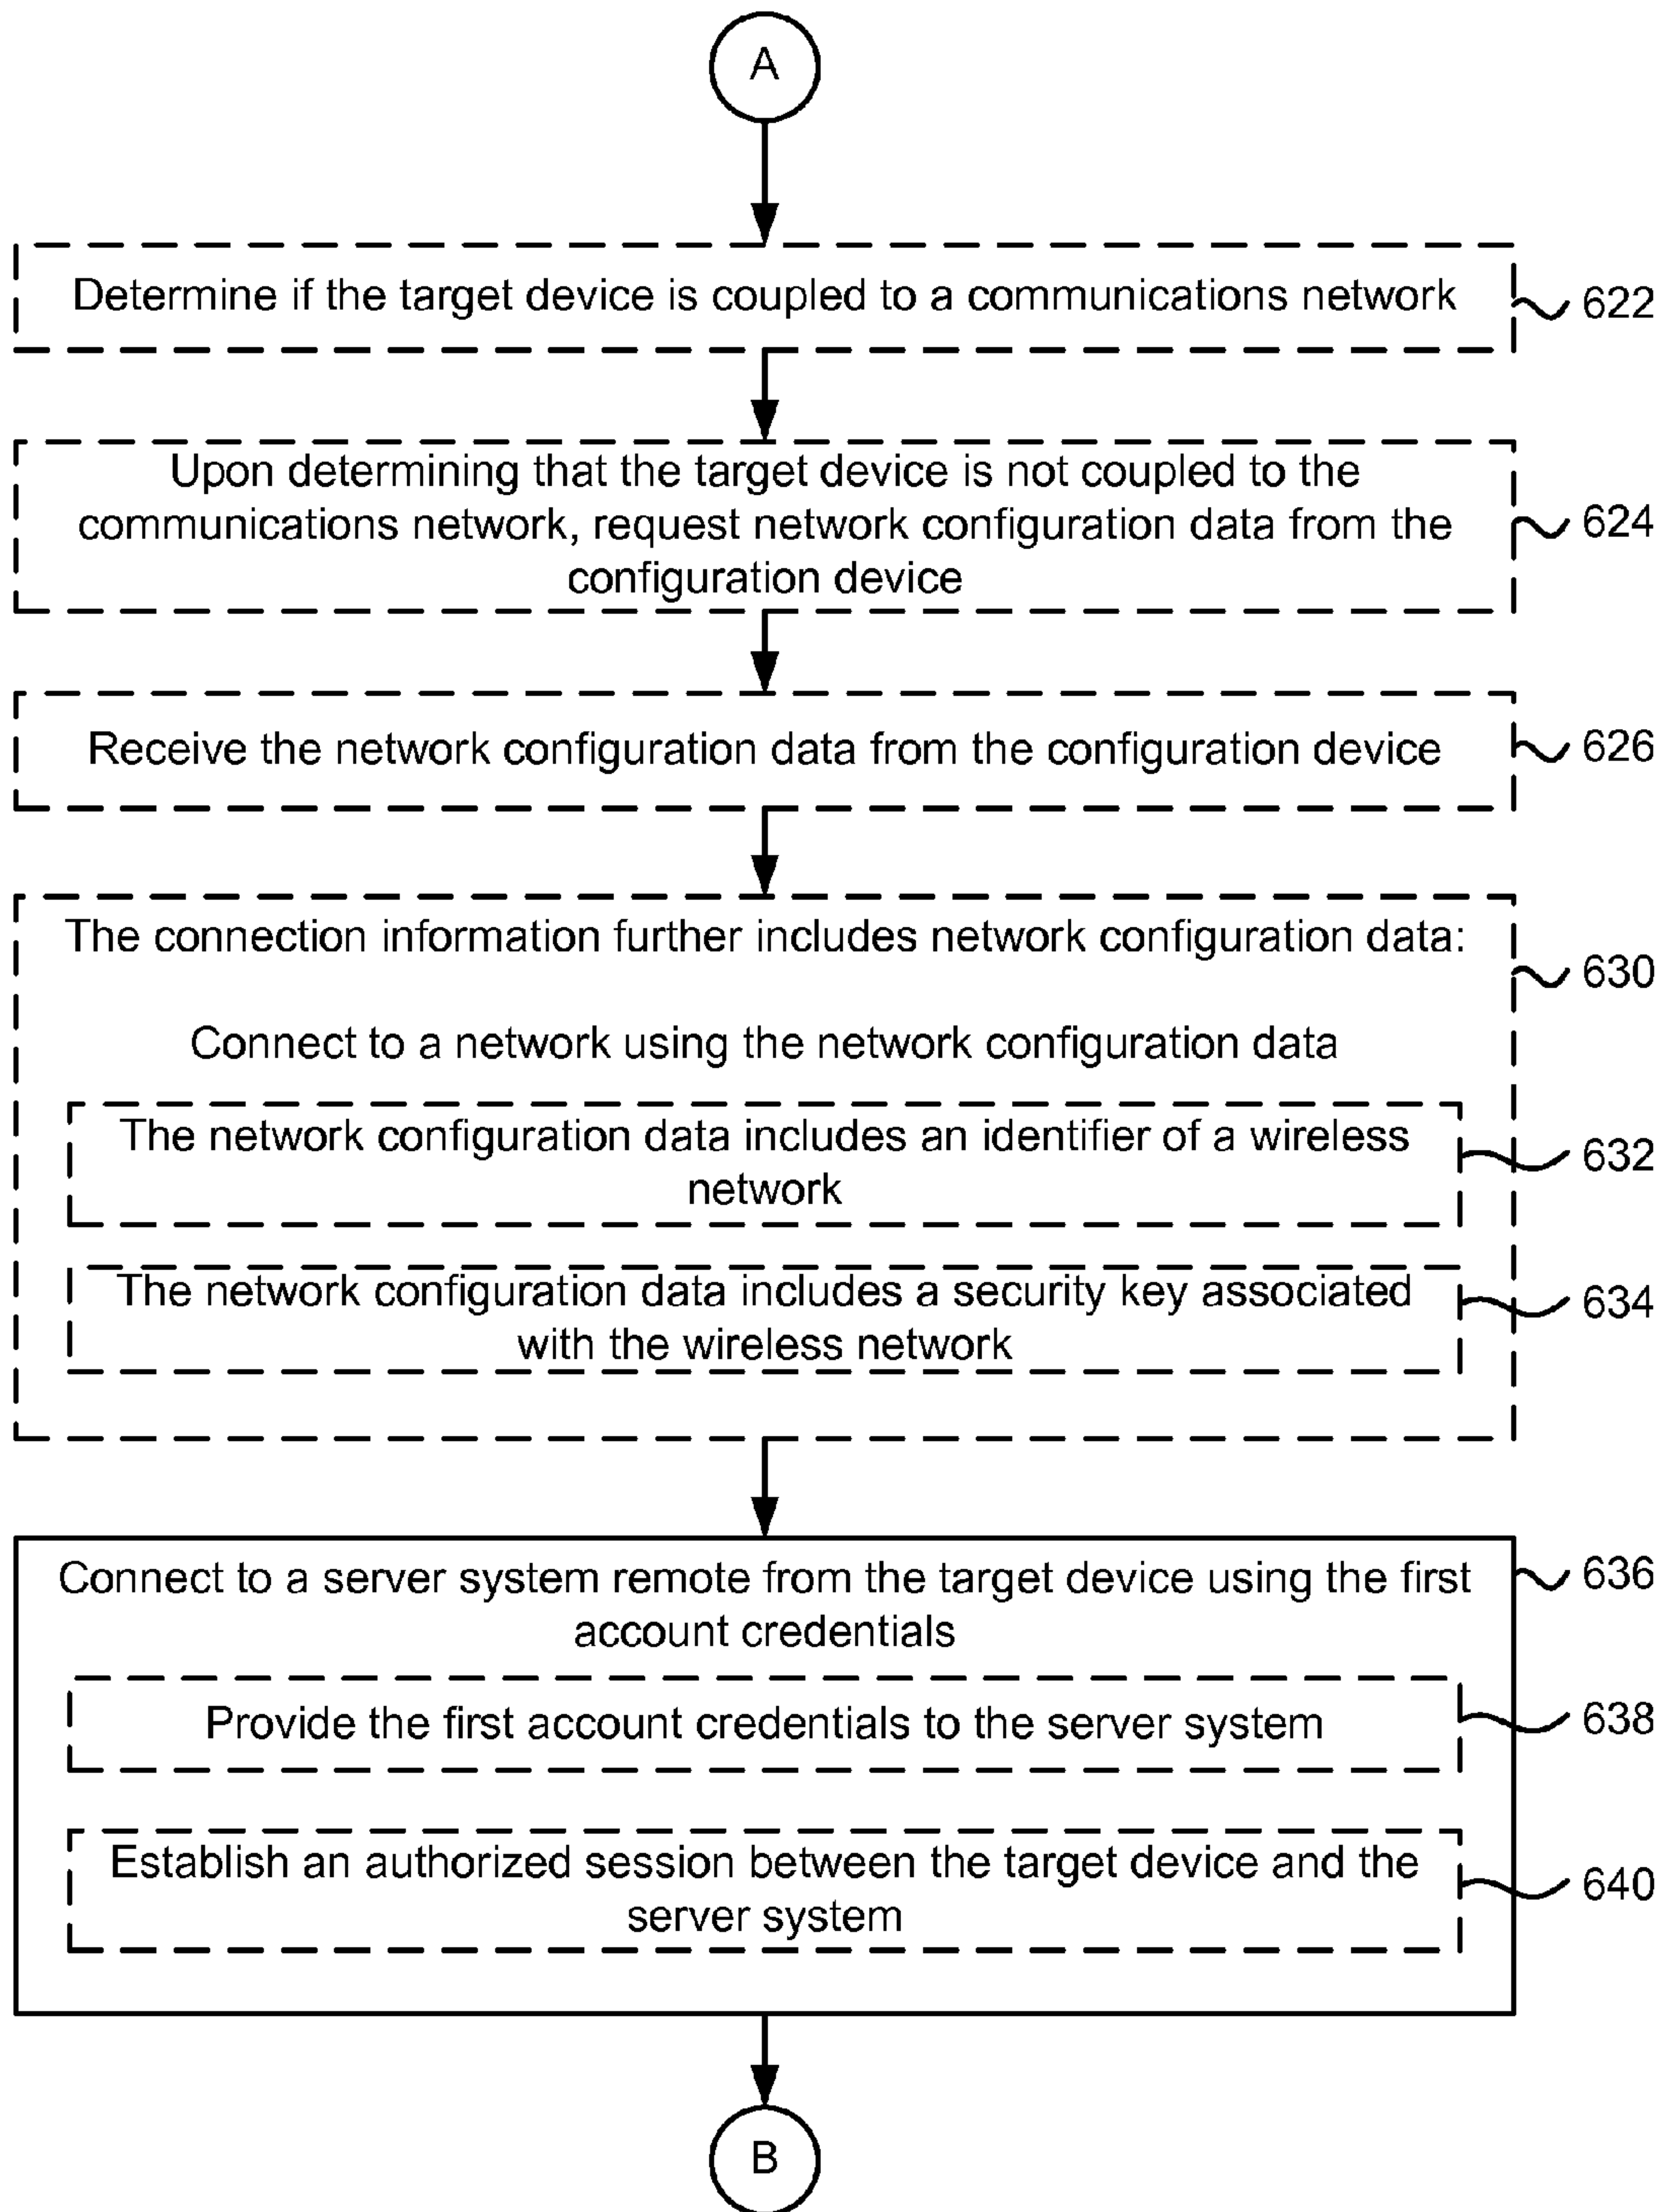 A
Determine if the target device is coupled to a communications network
622
Upon determining that the target device is not coupled to the
communications network, request network configuration data from the
configuration device
624
Receive the network configuration data from the configuration device
626
The connection information further includes network configuration data:
630
Connect to a network using the network configuration data
The network configuration data includes an identifier of a wireless
network
632
The network configuration data includes a security key associated
with the wireless network
634
Connect to a server system remote from the target device using the first
account credentials
636
Provide the first account credentials to the server system
638
Establish an authorized session between the target device and the
server system
640
B